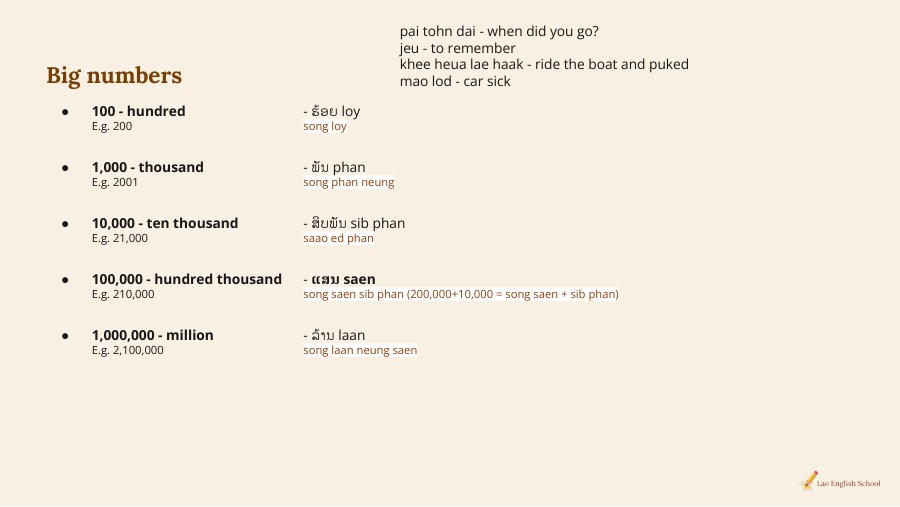 pai tohn dai - when did you go?
jeu - to remember
khee heua lae haak - ride the boat and puked
mao lod - car sick
Big numbers
● 100 - hundred - ຮ້ອຍ loy
E.g. 200 song loy
● 1,000 - thousand - ພັນ phan
E.g. 2001 song phan neung
● 10,000 - ten thousand - ສິບພັນ sib phan
E.g. 21,000 saao ed phan
● 100,000 - hundred thousand - ແສນ saen
E.g. 210,000 song saen sib phan (200,000+10,000 = song saen + sib phan)
● 1,000,000 - million - ລ້ານ laan
E.g. 2,100,000 song laan neung saen
Lao English School